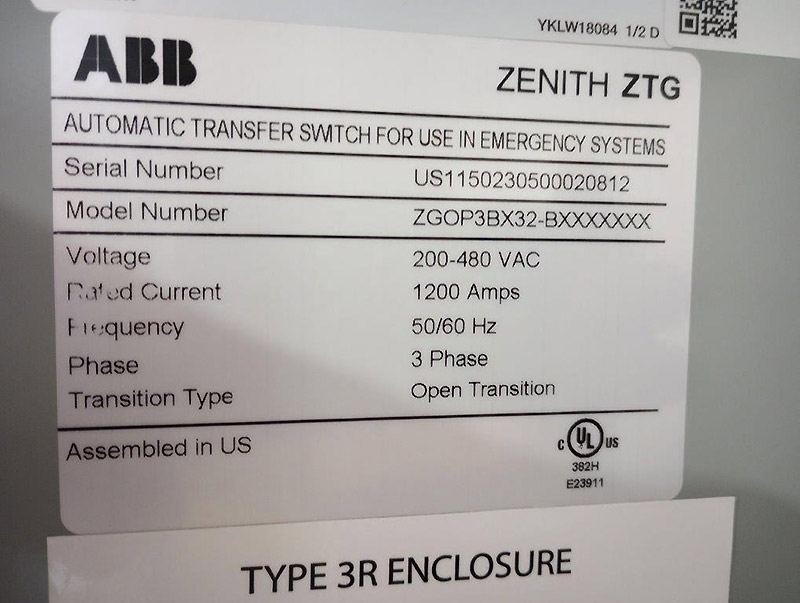 YKLW18084 1/2 D
ABB
ZENITH ZTG
AUTOMATIC TRANSFER SWITCH FOR USE IN EMERGENCY SYSTEMS
Serial Number US1150230500020812
Model Number ZGOP3BX32-BXXXXXXX
Voltage 200-480 VAC
Rated Current 1200 Amps
Frequency 50/60 Hz
Phase 3 Phase
Transition Type Open Transition
Assembled in US
C UL US
382H
E23911
TYPE 3R ENCLOSURE